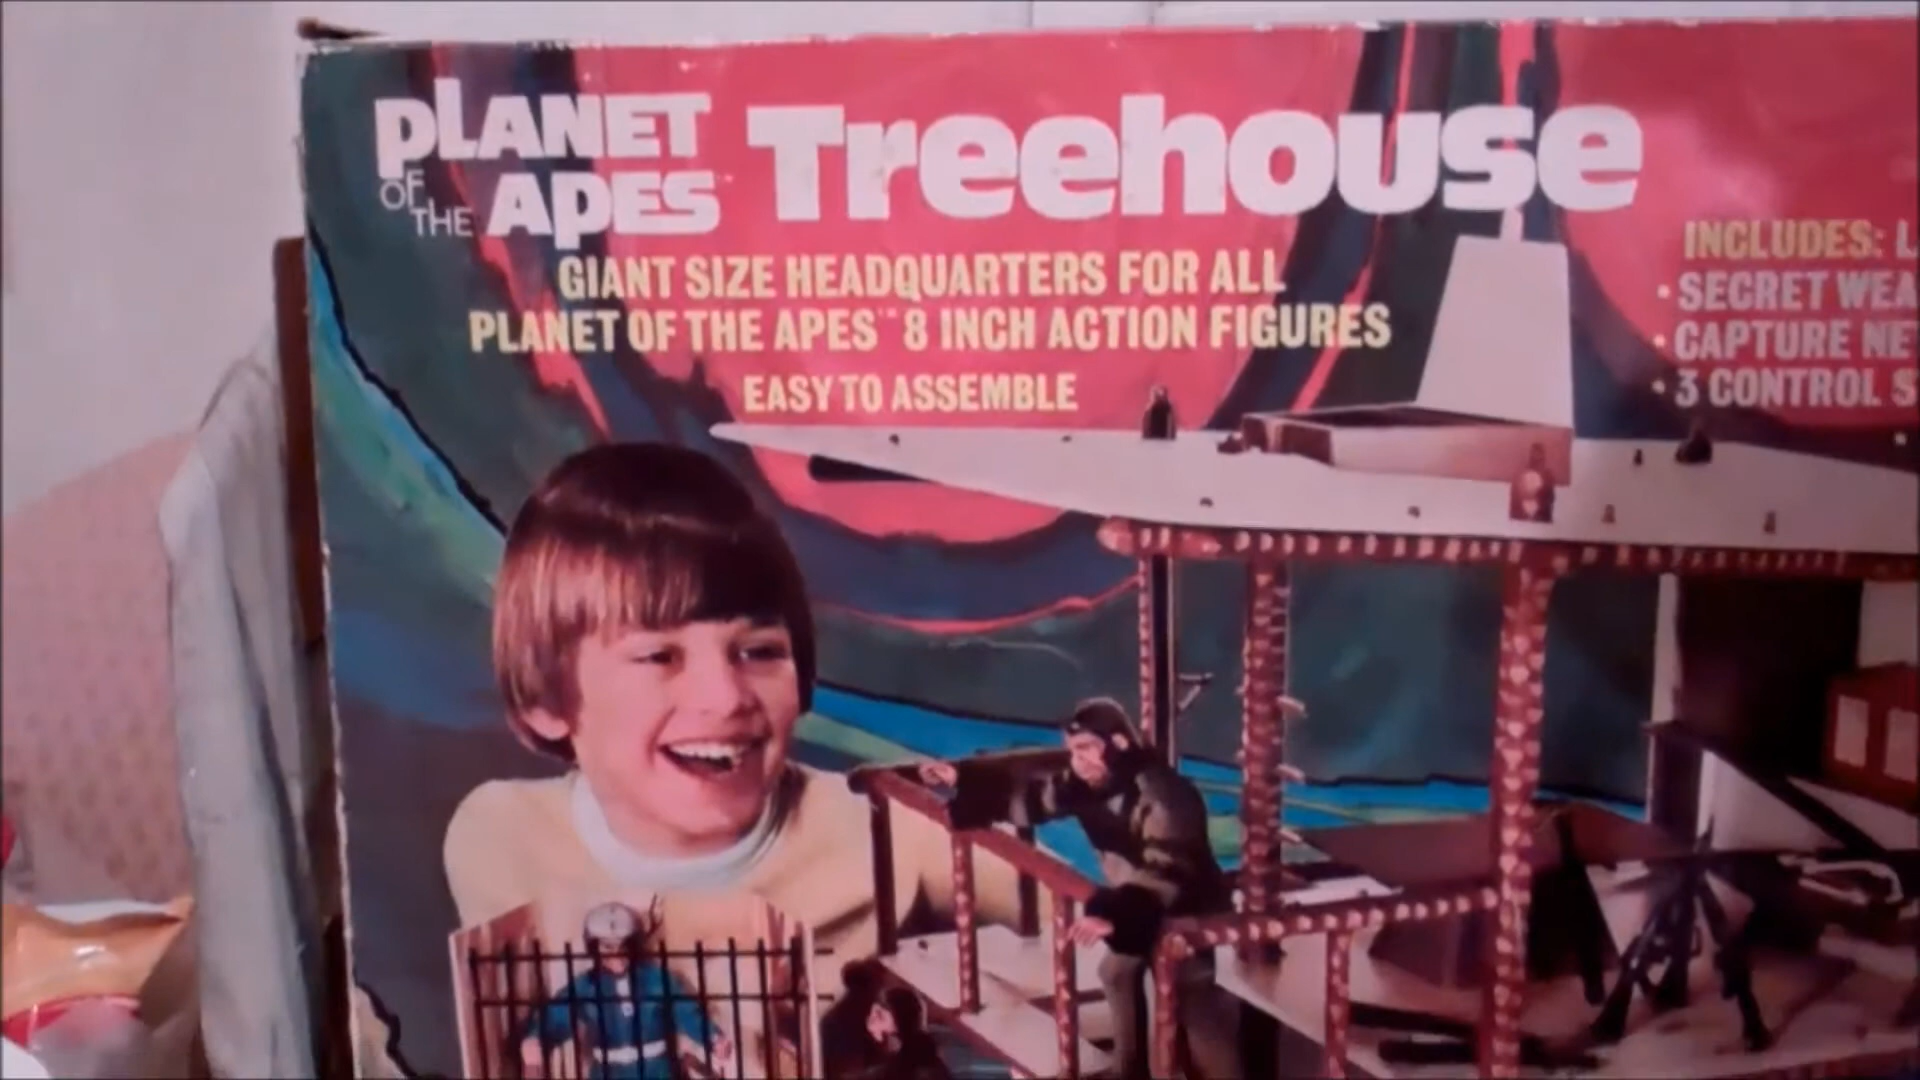 PLANET
OF THE APES
Treehouse
GIANT SIZE HEADQUARTERS FOR ALL
PLANET OF THE APES™ 8 INCH ACTION FIGURES
EASY TO ASSEMBLE
INCLUDES:
• SECRET
• CAPTURE
• 3 CONTROL